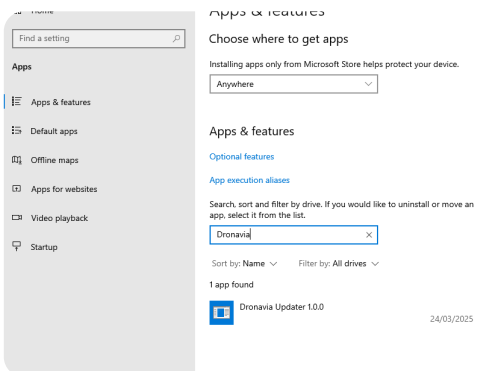 Home
Apps & features
Find a setting
Choose where to get apps
Apps
Installing apps only from Microsoft Store helps protect your device.
Anywhere
Apps & features
Default apps
Offline maps
Apps for websites
Video playback
Startup
Apps & features
Optional features
App execution aliases
Search, sort and filter by drive. If you would like to uninstall or move an
app, select it from the list.
Dronavia
Sort by: Name
Filter by: All drives
1 app found
Dronavia Updater 1.0.0
24/03/2025